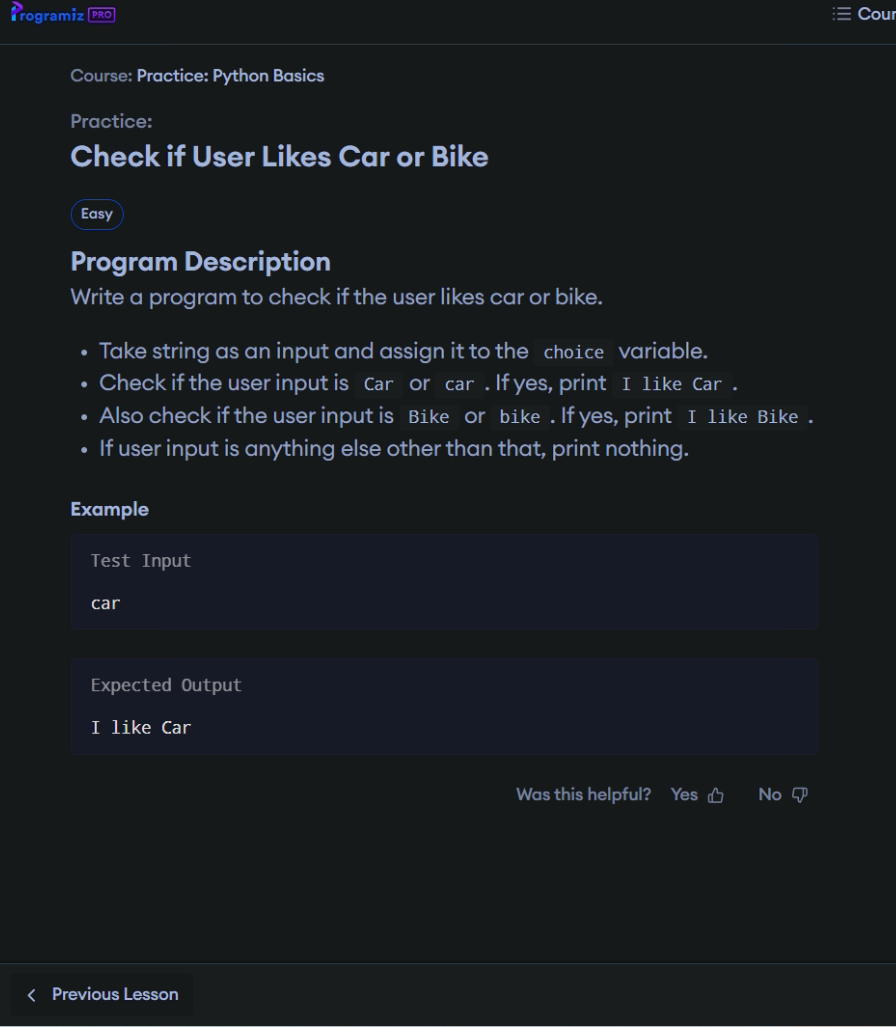 Programiz PRO
Cour
Course: Practice: Python Basics
Practice:
Check if User Likes Car or Bike
Easy
Program Description
Write a program to check if the user likes car or bike.
• Take string as an input and assign it to the choice variable.
• Check if the user input is Car or car . If yes, print I like Car .
• Also check if the user input is Bike or bike . If yes, print I like Bike .
• If user input is anything else other than that, print nothing.
Example
Test Input
car
Expected Output
I like Car
Was this helpful? Yes No
Previous Lesson